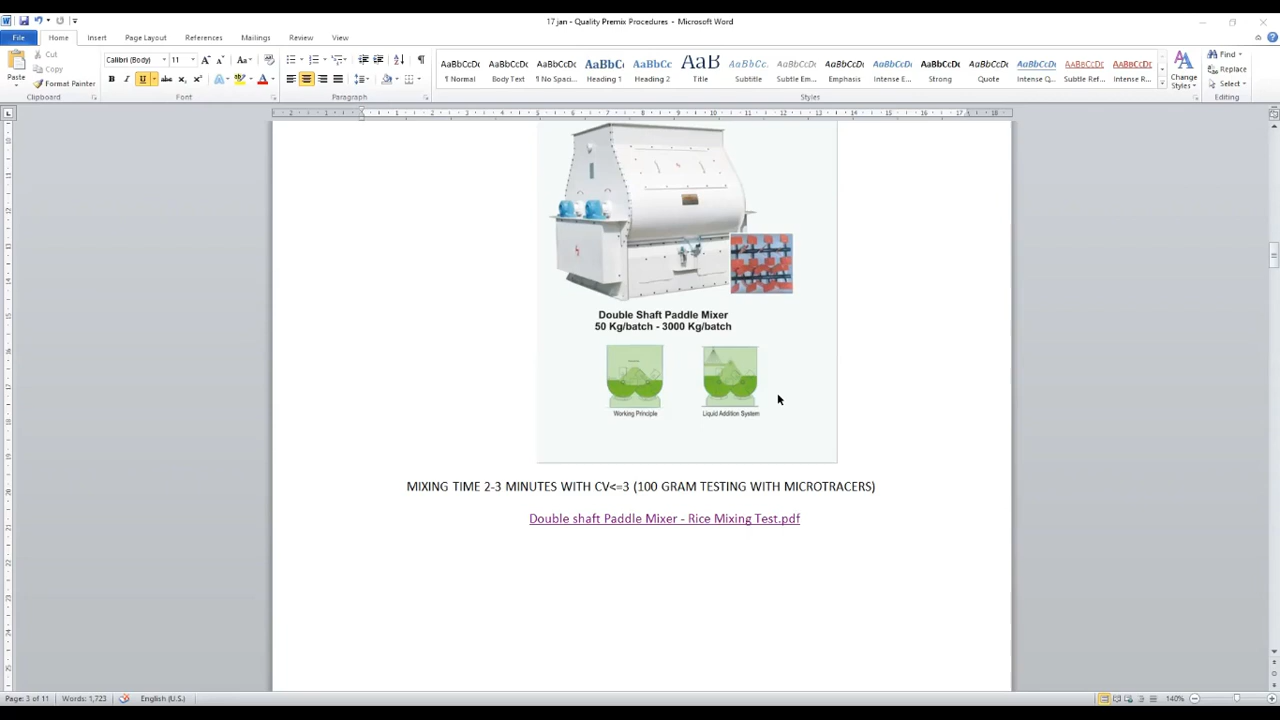 17 jan - Quality Premix Procedures - Microsoft Word
File Home Insert Page Layout References Mailings Review View
Cut
Copy
Format Painter
Paste
Clipboard
Calibri (Body) 11
Font
Paragraph
AaBbCcDc AaBbCcDc AaBbCcDc AaBbCc AaBbCc AaB AaBbCc. AaBbCcDc AaBbCcDc AaBbCcDc AaBbCcDc AaBbCcDc AaBbCcDc AaBbCcDc AaBbCcDc
¶ Normal Body Text ¶ No Spaci... Heading 1 Heading 2 Title Subtitle Subtle Em... Emphasis Intense E... Strong Quote Intense Q... Subtle Ref... Intense R...
Styles
Change
Styles
Find
Replace
Select
Editing
Double Shaft Paddle Mixer
50 Kg/batch - 3000 Kg/batch
Working Principle
Liquid Addition System
MIXING TIME 2-3 MINUTES WITH CV<=3 (100 GRAM TESTING WITH MICROTRACERS)
Double shaft Paddle Mixer - Rice Mixing Test.pdf
Page: 3 of 11 Words: 1,723 English (U.S.) 140%